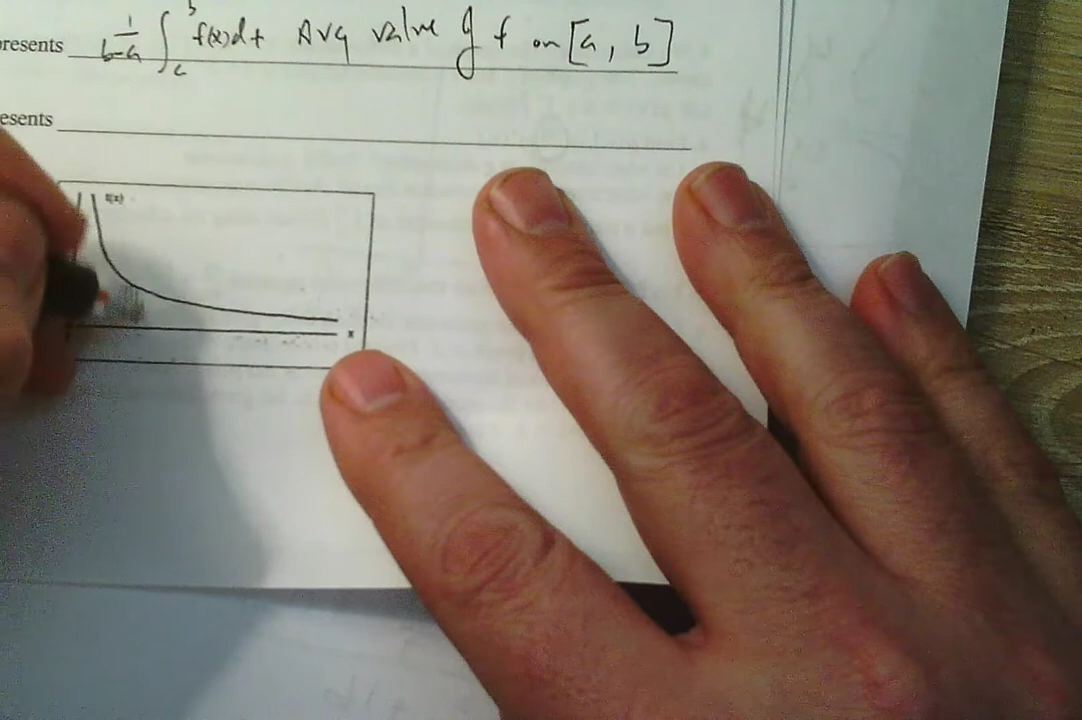 presents 1/b-a ∫ b a f(x)dt Avg value of f on [a, b]
esents
f(x)
x